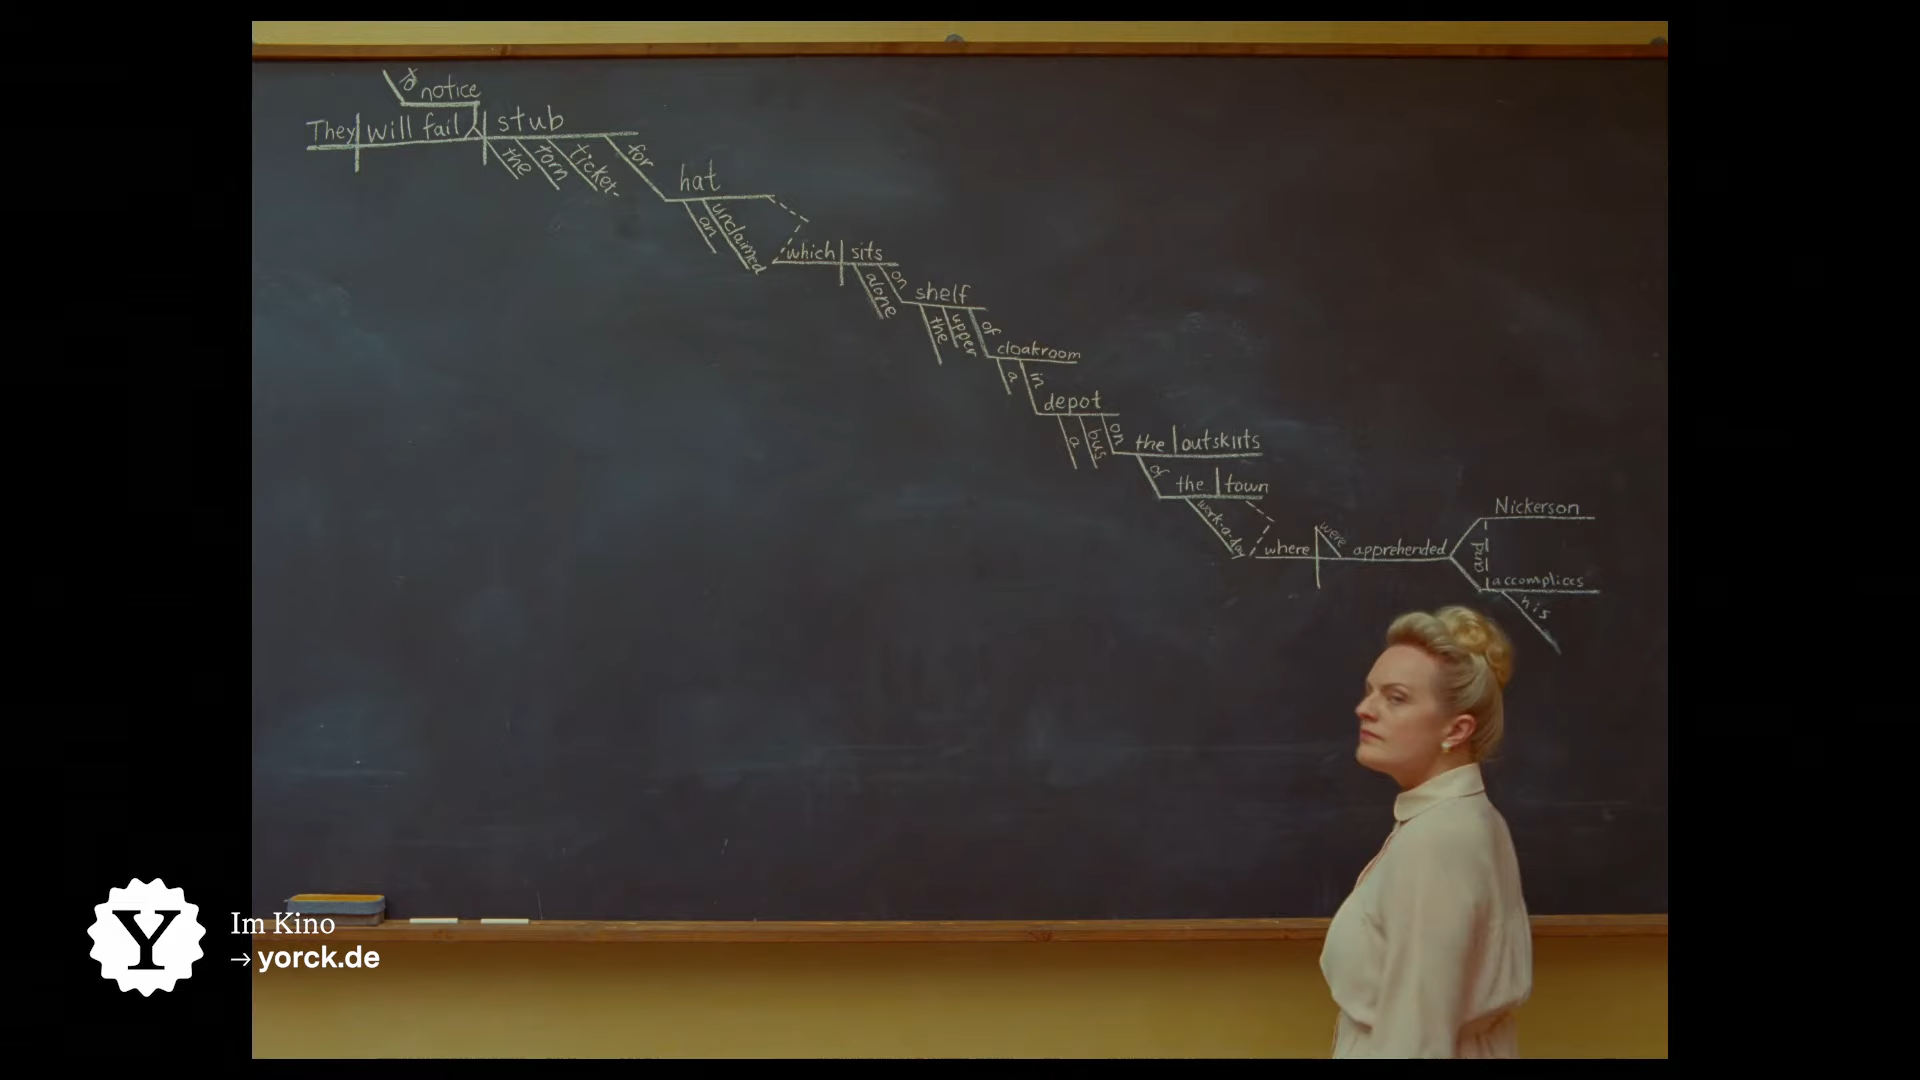 to
notice
They will fail stub
the torn ticket- for
hat
an unclaimed
which sits
alone on
shelf
the upper of
cloakroom
a in
depot
a bus on
the outskirts
of the town
work-a-day
where were apprehended
Nickerson
and
accomplices
his
Y
Im Kino
→ yorck.de